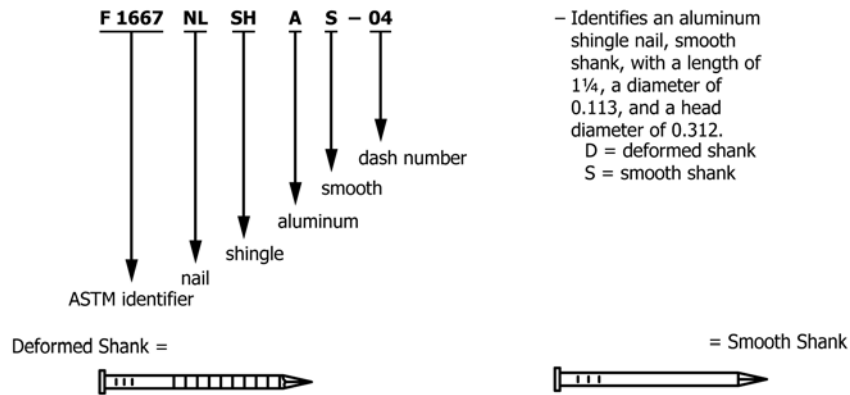 F 1667 NL SH A S – 04
dash number
smooth
aluminum
shingle
nail
ASTM identifier
– Identifies an aluminum
shingle nail, smooth
shank, with a length of
1¼, a diameter of
0.113, and a head
diameter of 0.312.
D = deformed shank
S = smooth shank
Deformed Shank =
= Smooth Shank